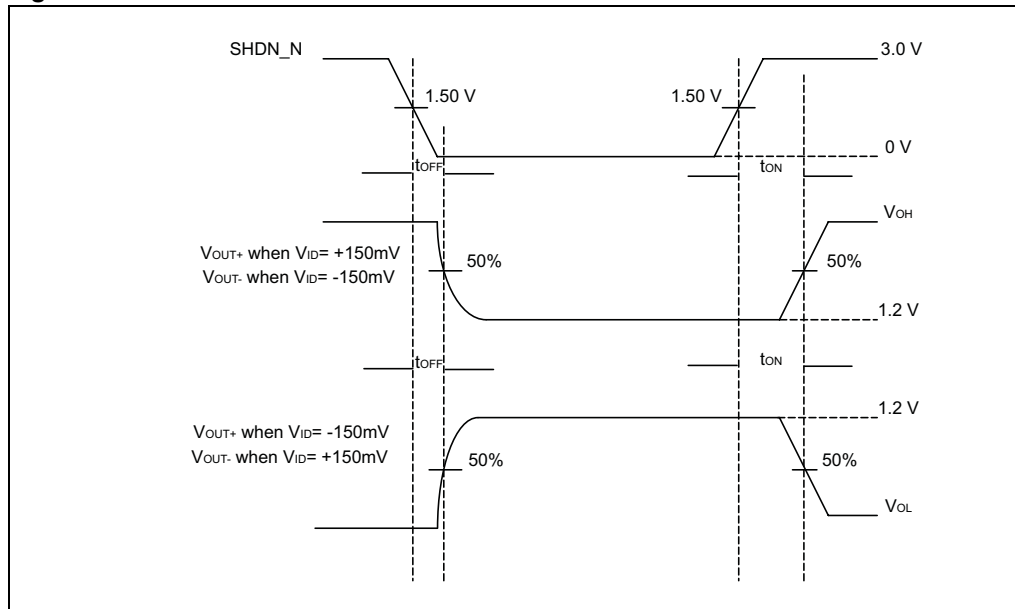 SHDN_N
3.0 V
1.50 V
1.50 V
0 V
tOFF
tON
VOH
VOUT+ when VID= +150mV
VOUT- when VID= -150mV
50%
50%
1.2 V
tOFF
tON
1.2 V
VOUT+ when VID= -150mV
VOUT- when VID= +150mV
50%
50%
VOL